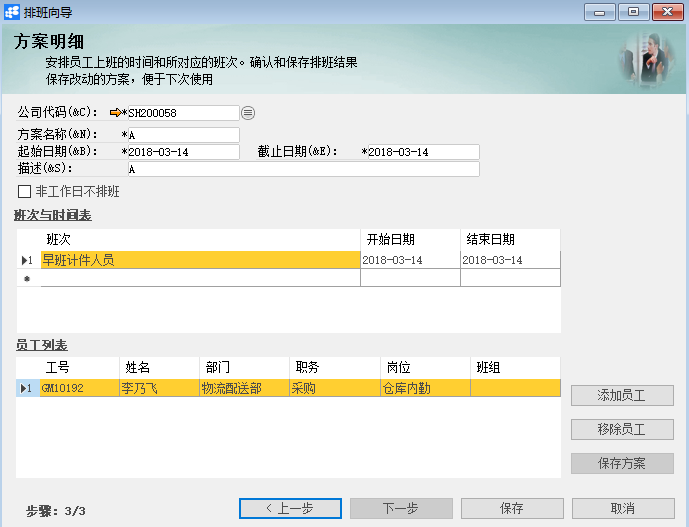 排班向导
方案明细
安排员工上班的时间和所对应的班次。确认和保存排班结果
保存改动的方案，便于下次使用
公司代码(&C): *SH200058
方案名称(&N): *A
起始日期(&B): *2018-03-14 截止日期(&E): *2018-03-14
描述(&S): A
非工作日不排班
班次与时间表
班次 开始日期 结束日期
1 早班计件人员 2018-03-14 2018-03-14
*
员工列表
工号 姓名 部门 职务 岗位 班组
1 GM10192 李乃飞 物流配送部 采购 仓库内勤
添加员工
移除员工
保存方案
步骤: 3/3 < 上一步 下一步 保存 取消